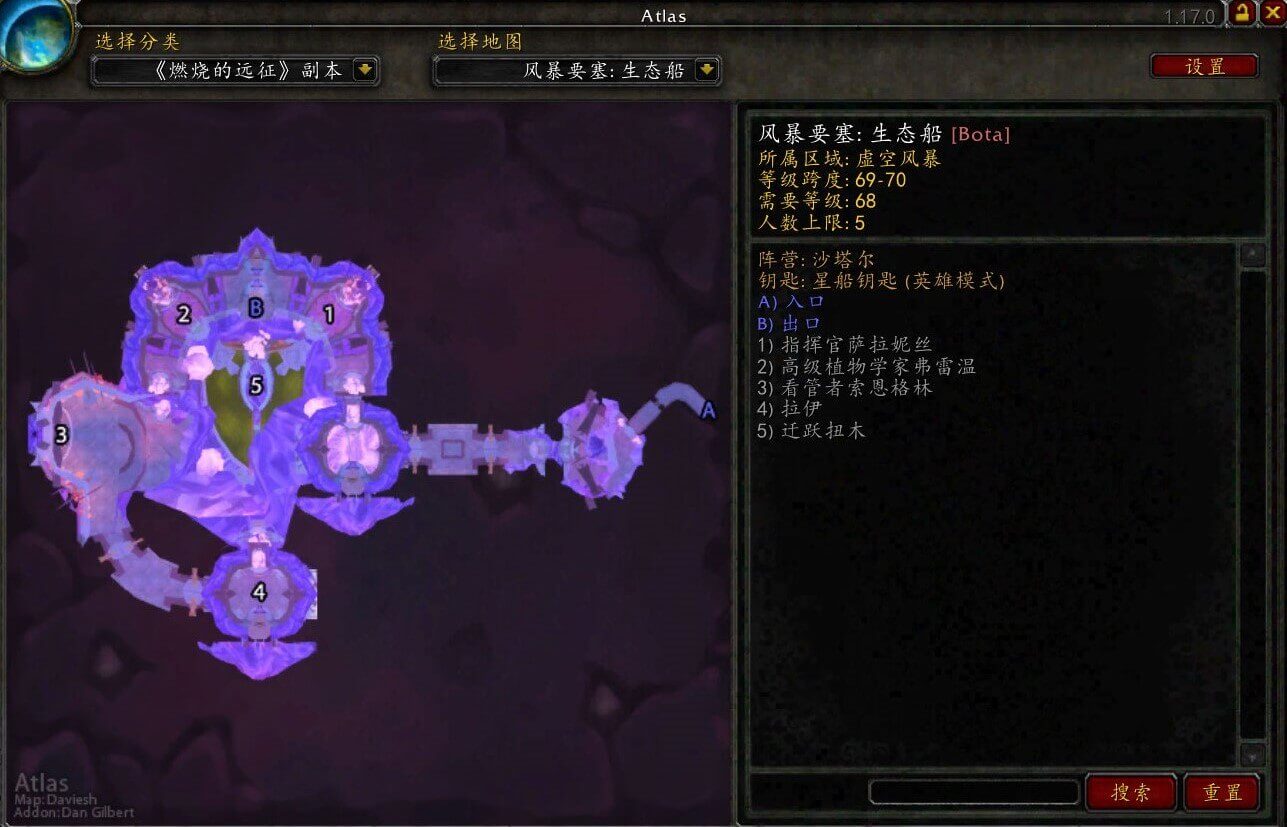 Atlas
1.17.0
选择分类
选择地图
《燃烧的远征》副本
风暴要塞: 生态船
设置
风暴要塞: 生态船 [Bota]
所属区域: 虚空风暴
等级跨度: 69-70
需要等级: 68
人数上限: 5
阵营: 沙塔尔
钥匙: 星船钥匙 (英雄模式)
A) 入口
B) 出口
1) 指挥官萨拉妮丝
2) 高级植物学家弗雷温
3) 看管者索恩格林
4) 拉伊
5) 迁跃扭木
2
B
1
5
3
A
4
Atlas
Map: Daviesh
Addon: Dan Gilbert
搜索
重置